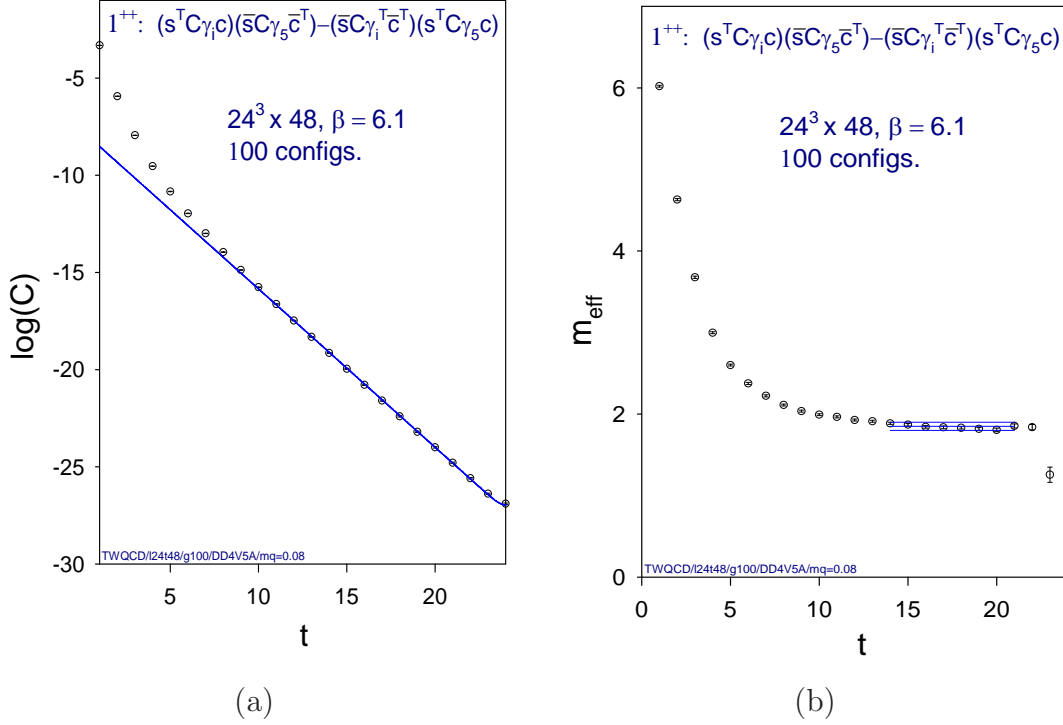 1⁺⁺: (sᵀCγᵢc)(s̄Cγ₅c̄ᵀ)–(s̄Cγᵢᵀc̄ᵀ)(sᵀCγ₅c)
24³ x 48, β = 6.1
100 configs.
log(C)
-5
-10
-15
-20
-25
-30
TWQCD/l24t48/g100/DD4V5A/mq=0.08
5 10 15 20
t
(a)
1⁺⁺: (sᵀCγᵢc)(s̄Cγ₅c̄ᵀ)–(s̄Cγᵢᵀc̄ᵀ)(sᵀCγ₅c)
24³ x 48, β = 6.1
100 configs.
m_eff
6
4
2
0
TWQCD/l24t48/g100/DD4V5A/mq=0.08
0 5 10 15 20
t
(b)